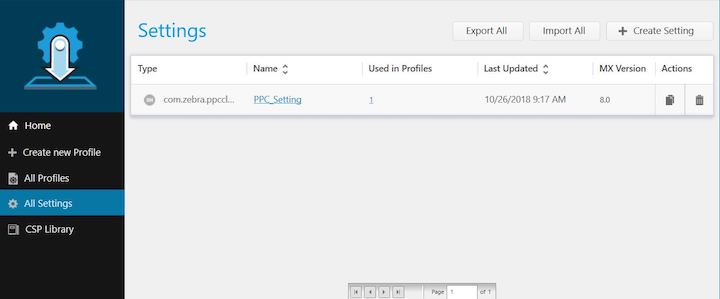 Settings
Export All
Import All
Create Setting
Type Name Used in Profiles Last Updated MX Version Actions
com.zebra.ppccl... PPC_Setting 1 10/26/2018 9:17 AM 8.0
Home
Create new Profile
All Profiles
All Settings
CSP Library
Page 1 of 1